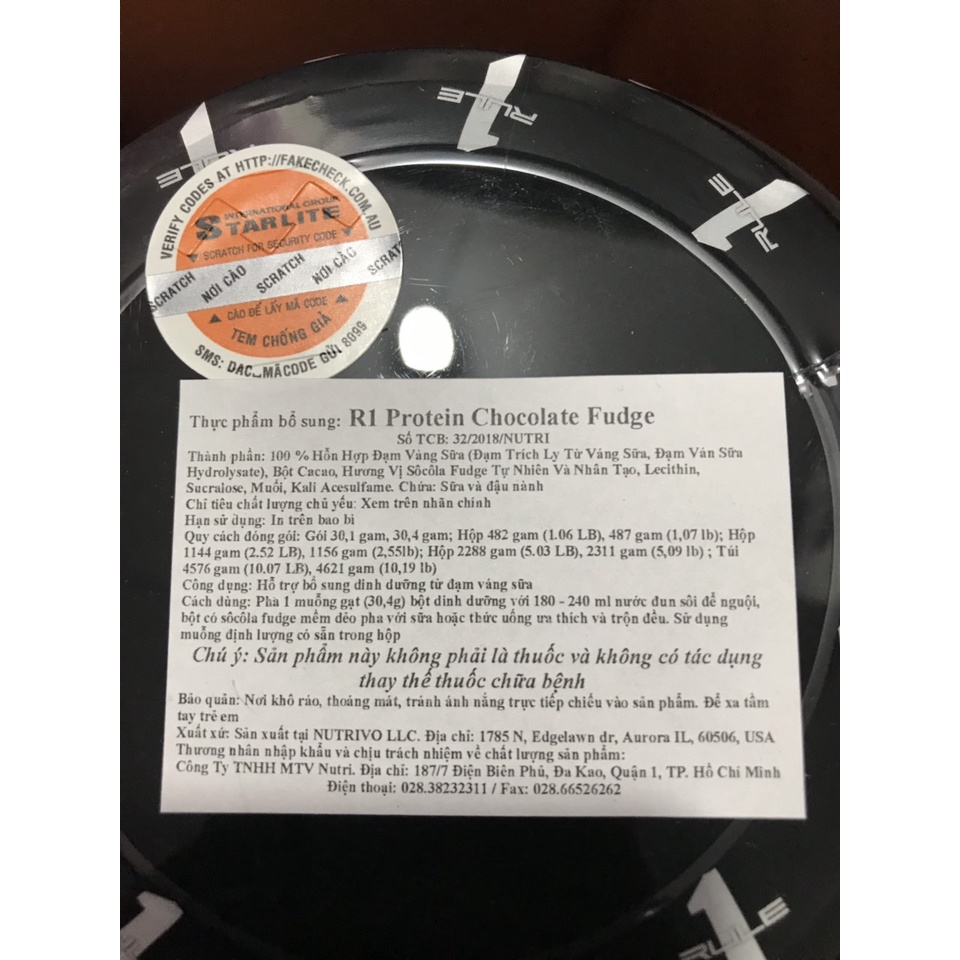 1 RULE
1 RULE
1 RULE
VERIFY CODES AT HTTP://FAKECHECK.COM.AU
INTERNATIONAL GROUP
STARLITE
SCRATCH FOR SECURITY CODE
SCRATCH NƠI CÀO SCRATCH NƠI CÀO SCRAT
CÀO ĐỂ LẤY MÃ CODE
TEM CHỐNG GIẢ
SMS: DAC_MÃCODE GỬI 8099
Thực phẩm bổ sung: R1 Protein Chocolate Fudge
Số TCB: 32/2018/NUTRI
Thành phần: 100 % Hỗn Hợp Đạm Váng Sữa (Đạm Trích Ly Từ Váng Sữa, Đạm Ván Sữa
Hydrolysate), Bột Cacao, Hương Vị Sôcôla Fudge Tự Nhiên Và Nhân Tạo, Lecithin,
Sucralose, Muối, Kali Acesulfame. Chứa: Sữa và đậu nành
Chỉ tiêu chất lượng chủ yếu: Xem trên nhãn chính
Hạn sử dụng: In trên bao bì
Quy cách đóng gói: Gói 30,1 gam, 30,4 gam; Hộp 482 gam (1.06 LB), 487 gam (1,07 lb); Hộp
1144 gam (2.52 LB), 1156 gam (2,55lb); Hộp 2288 gam (5.03 LB), 2311 gam (5,09 lb) ; Túi
4576 gam (10.07 LB), 4621 gam (10,19 lb)
Công dụng: Hỗ trợ bổ sung dinh dưỡng từ đạm váng sữa
Cách dùng: Pha 1 muỗng gạt (30,4g) bột dinh dưỡng với 180 - 240 ml nước đun sôi để nguội,
bột có sôcôla fudge mềm dẻo pha với sữa hoặc thức uống ưa thích và trộn đều. Sử dụng
muỗng định lượng có sẵn trong hộp
Chú ý: Sản phẩm này không phải là thuốc và không có tác dụng
thay thế thuốc chữa bệnh
Bảo quản: Nơi khô ráo, thoáng mát, tránh ánh nắng trực tiếp chiếu vào sản phẩm. Để xa tầm
tay trẻ em
Xuất xứ: Sản xuất tại NUTRIVO LLC. Địa chỉ: 1785 N, Edgelawn dr, Aurora IL, 60506, USA
Thương nhân nhập khẩu và chịu trách nhiệm về chất lượng sản phẩm:
Công Ty TNHH MTV Nutri. Địa chỉ: 187/7 Điện Biên Phủ, Đa Kao, Quận 1, TP. Hồ Chí Minh
Điện thoại: 028.38232311 / Fax: 028.66526262
1
1 RULE